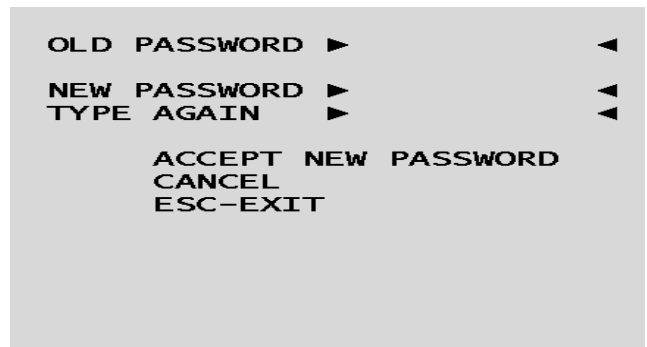 OLD PASSWORD ► ◄
NEW PASSWORD ► ◄
TYPE AGAIN ► ◄
ACCEPT NEW PASSWORD
CANCEL
ESC-EXIT